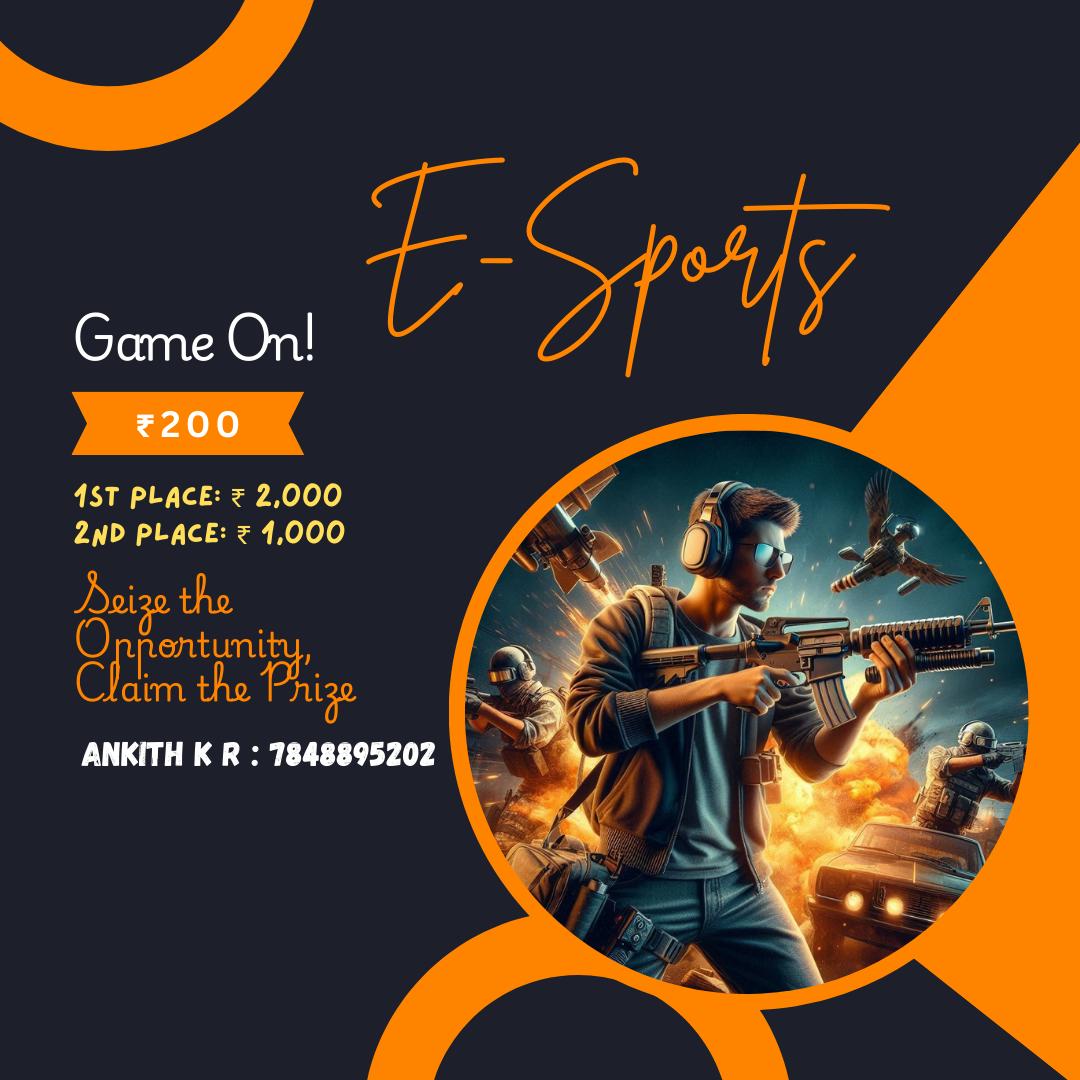 E-Sports
Game On!
₹200
1ST PLACE: ₹ 2,000
2ND PLACE: ₹ 1,000
Seize the
Opportunity,
Claim the Prize
ANKITH K R : 7848895202